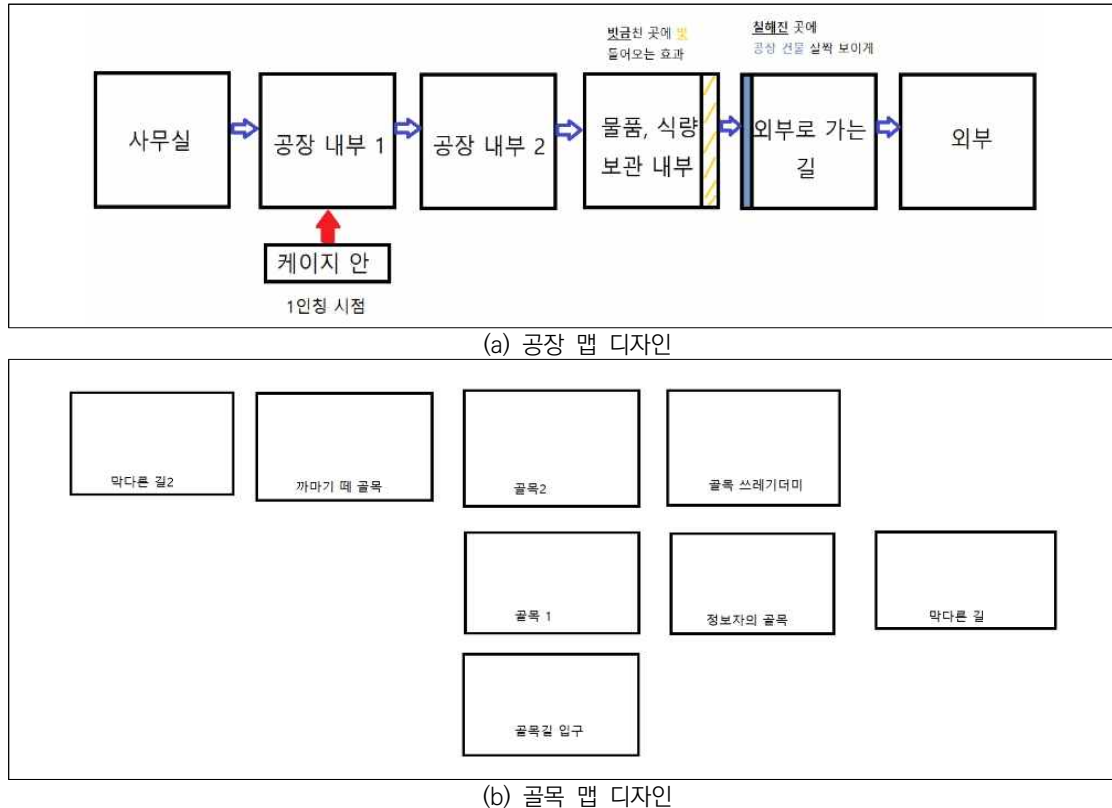 빗금친 곳에 빛
들어오는 효과
칠해진 곳에
공장 건물 살짝 보이게
사무실
공장 내부 1
공장 내부 2
물품, 식량
보관 내부
외부로 가는
길
외부
케이지 안
1인칭 시점
(a) 공장 맵 디자인
막다른 길2
까마기 떼 골목
골목2
골목 쓰레기더미
골목 1
정보자의 골목
막다른 길
골목길 입구
(b) 골목 맵 디자인